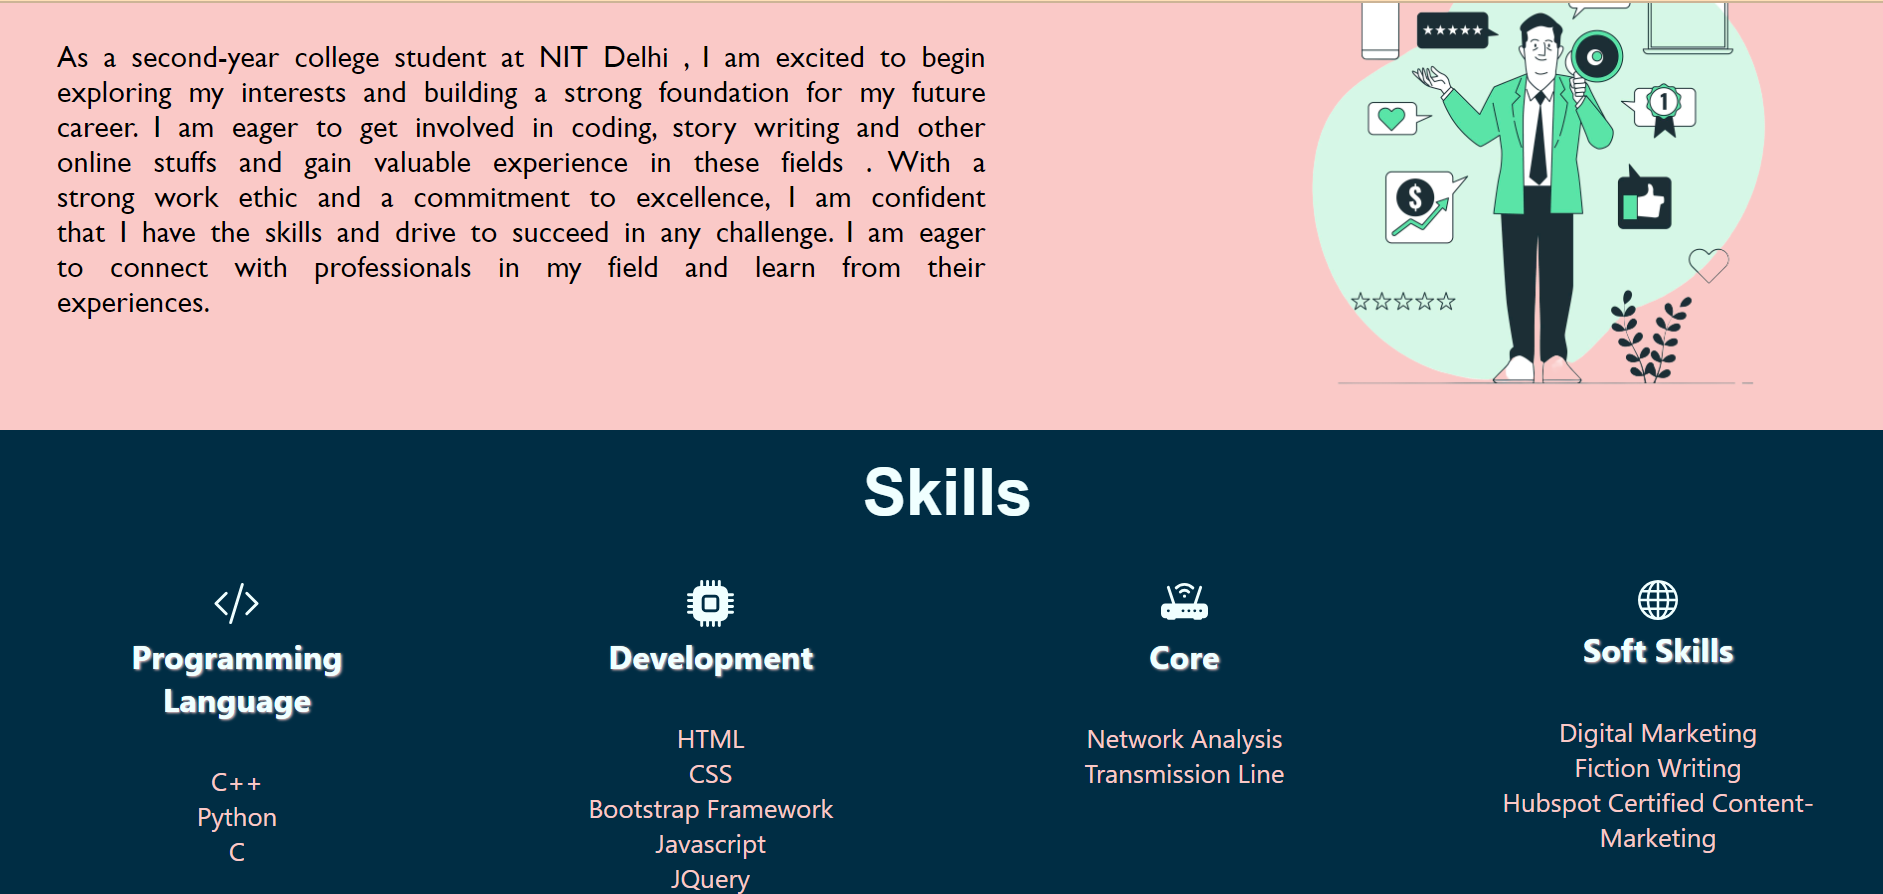 As a second-year college student at NIT Delhi , I am excited to begin
exploring my interests and building a strong foundation for my future
career. I am eager to get involved in coding, story writing and other
online stuffs and gain valuable experience in these fields . With a
strong work ethic and a commitment to excellence, I am confident
that I have the skills and drive to succeed in any challenge. I am eager
to connect with professionals in my field and learn from their
experiences.
1
$
Skills
</>
Programming
Language
C++
Python
C
Development
HTML
CSS
Bootstrap Framework
Javascript
JQuery
Core
Network Analysis
Transmission Line
Soft Skills
Digital Marketing
Fiction Writing
Hubspot Certified Content-
Marketing